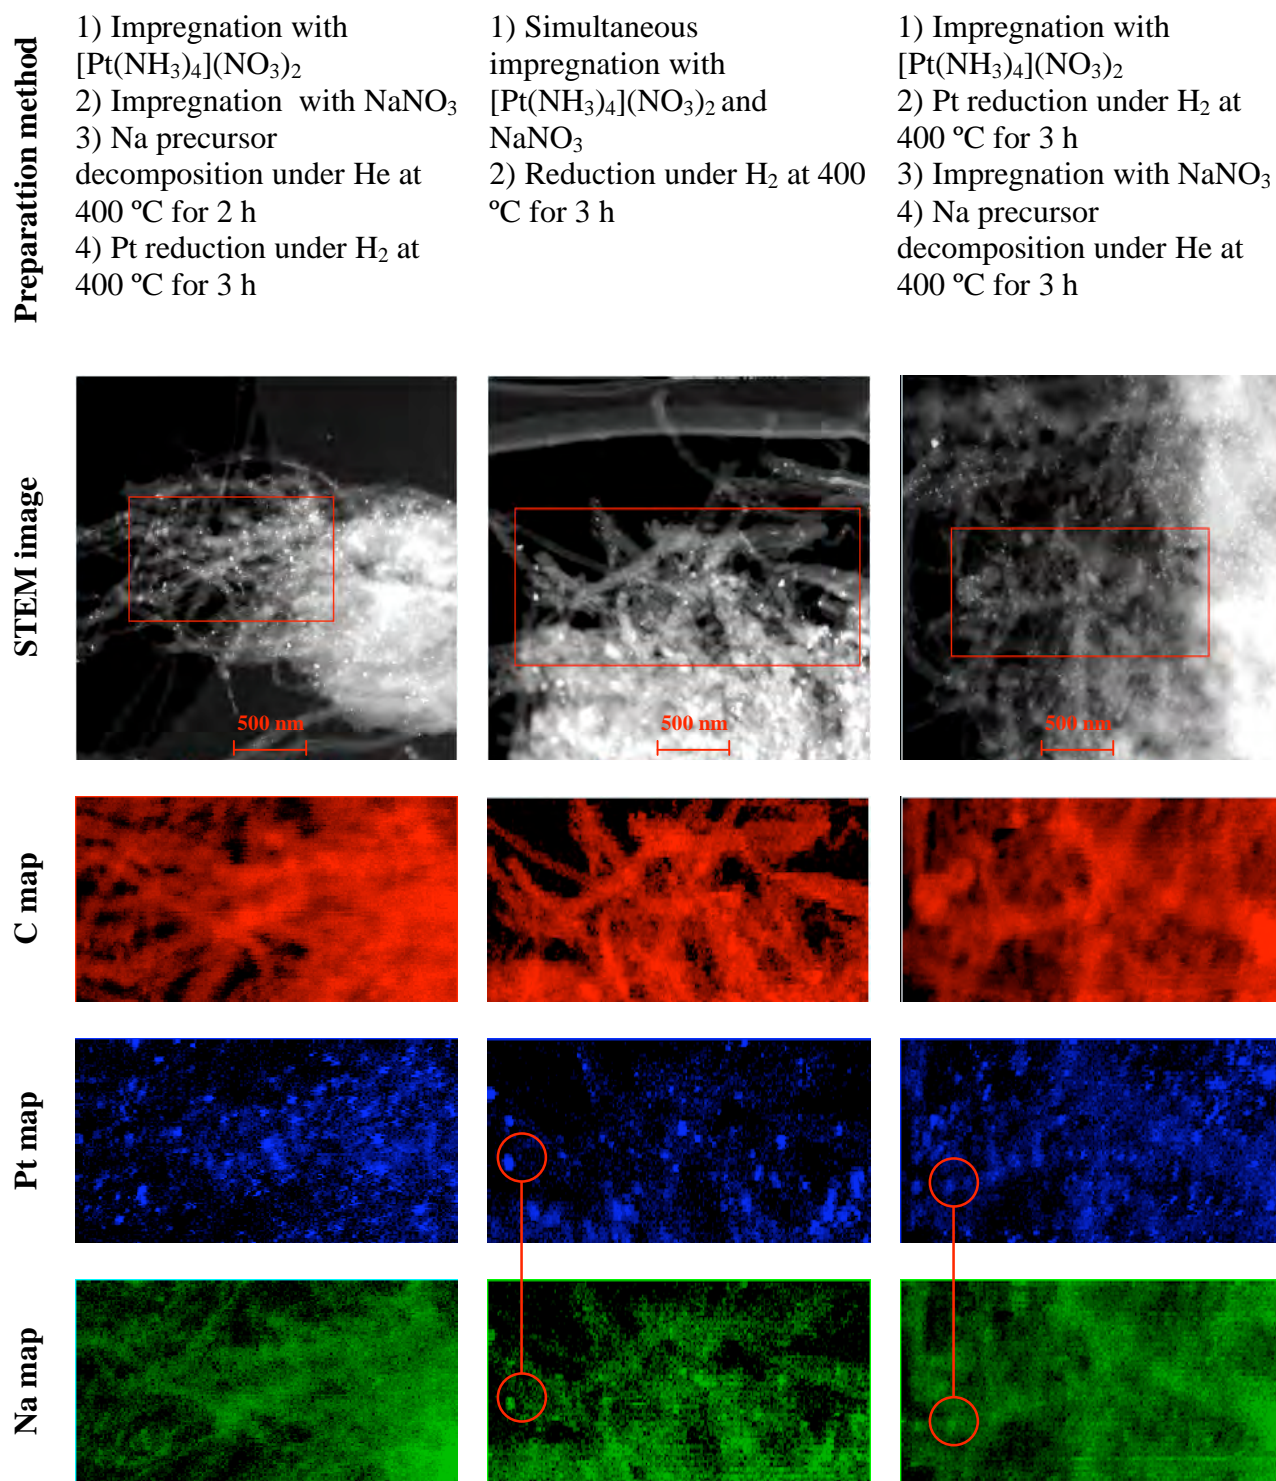 Preparation method
1) Impregnation with
[Pt(NH₃)₄](NO₃)₂
2) Impregnation with NaNO₃
3) Na precursor
decomposition under He at
400 ºC for 2 h
4) Pt reduction under H₂ at
400 ºC for 3 h
1) Simultaneous
impregnation with
[Pt(NH₃)₄](NO₃)₂ and
NaNO₃
2) Reduction under H₂ at 400
ºC for 3 h
1) Impregnation with
[Pt(NH₃)₄](NO₃)₂
2) Pt reduction under H₂ at
400 ºC for 3 h
3) Impregnation with NaNO₃
4) Na precursor
decomposition under He at
400 ºC for 3 h
STEM image
500 nm
500 nm
500 nm
C map
Pt map
Na map